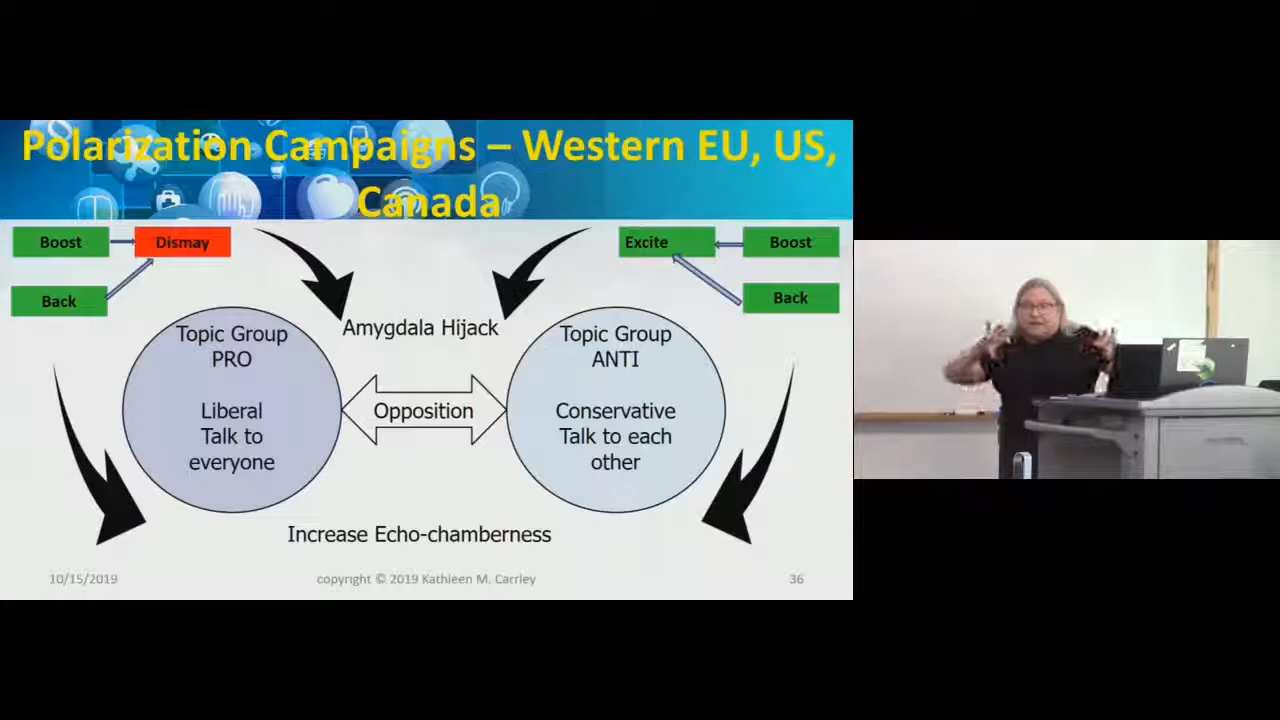 Polarization Campaigns – Western EU, US,
Canada
Boost
Dismay
Excite
Boost
Back
Back
Amygdala Hijack
Topic Group
PRO
Liberal
Talk to
everyone
Opposition
Topic Group
ANTI
Conservative
Talk to each
other
Increase Echo-chamberness
10/15/2019
copyright © 2019 Kathleen M. Carrley
36